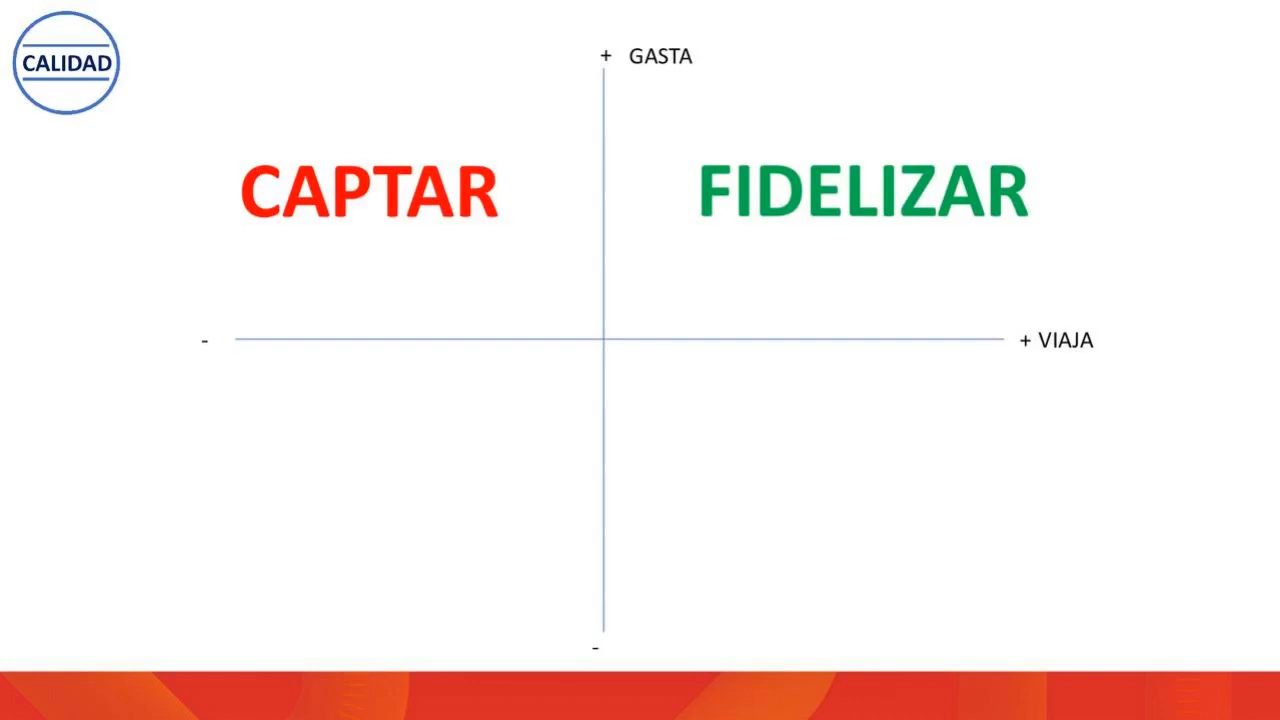 CALIDAD
+ GASTA
CAPTAR
FIDELIZAR
-
+ VIAJA
-